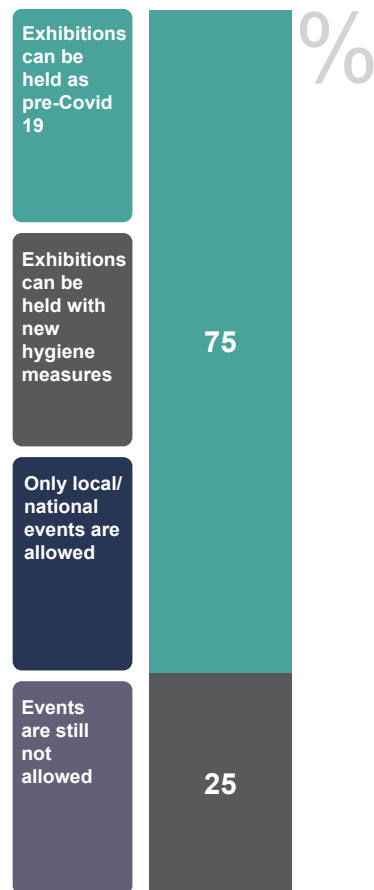 Exhibitions
can be
held as
pre-Covid
19
%
Exhibitions
can be
held with
new
hygiene
measures
75
Only local/
national
events are
allowed
Events
are still
not
allowed
25